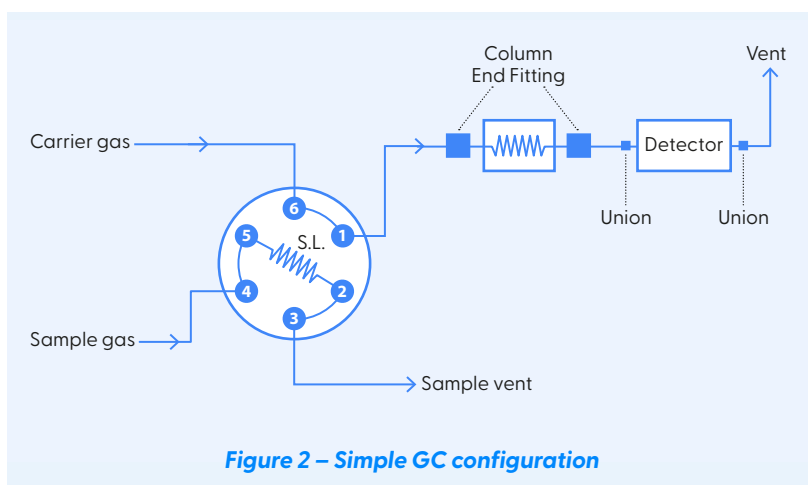 Column
End Fitting
Vent
Carrier gas
Detector
6
5
S.L.
1
Union
Union
4
2
3
Sample gas
Sample vent
Figure 2 – Simple GC configuration